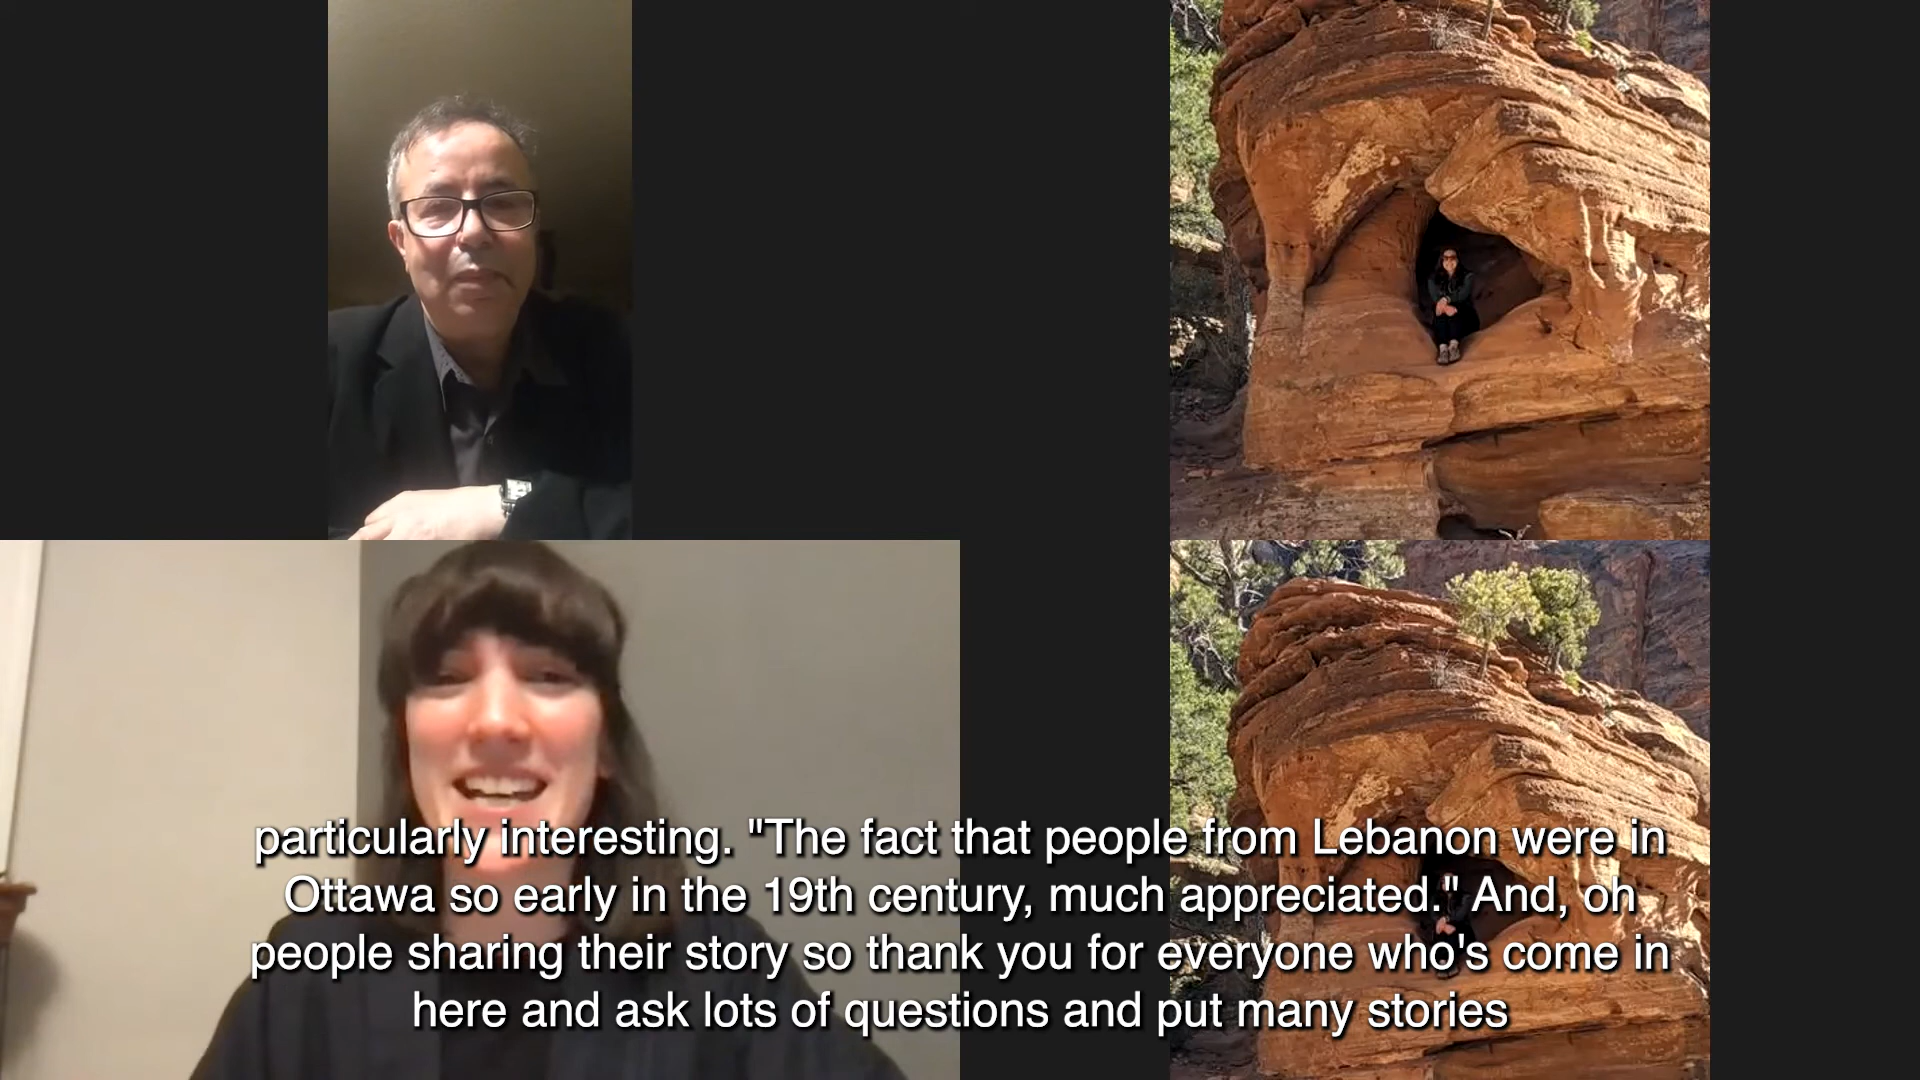 particularly interesting. "The fact that people from Lebanon were in
Ottawa so early in the 19th century, much appreciated." And, oh
people sharing their story so thank you for everyone who's come in
here and ask lots of questions and put many stories